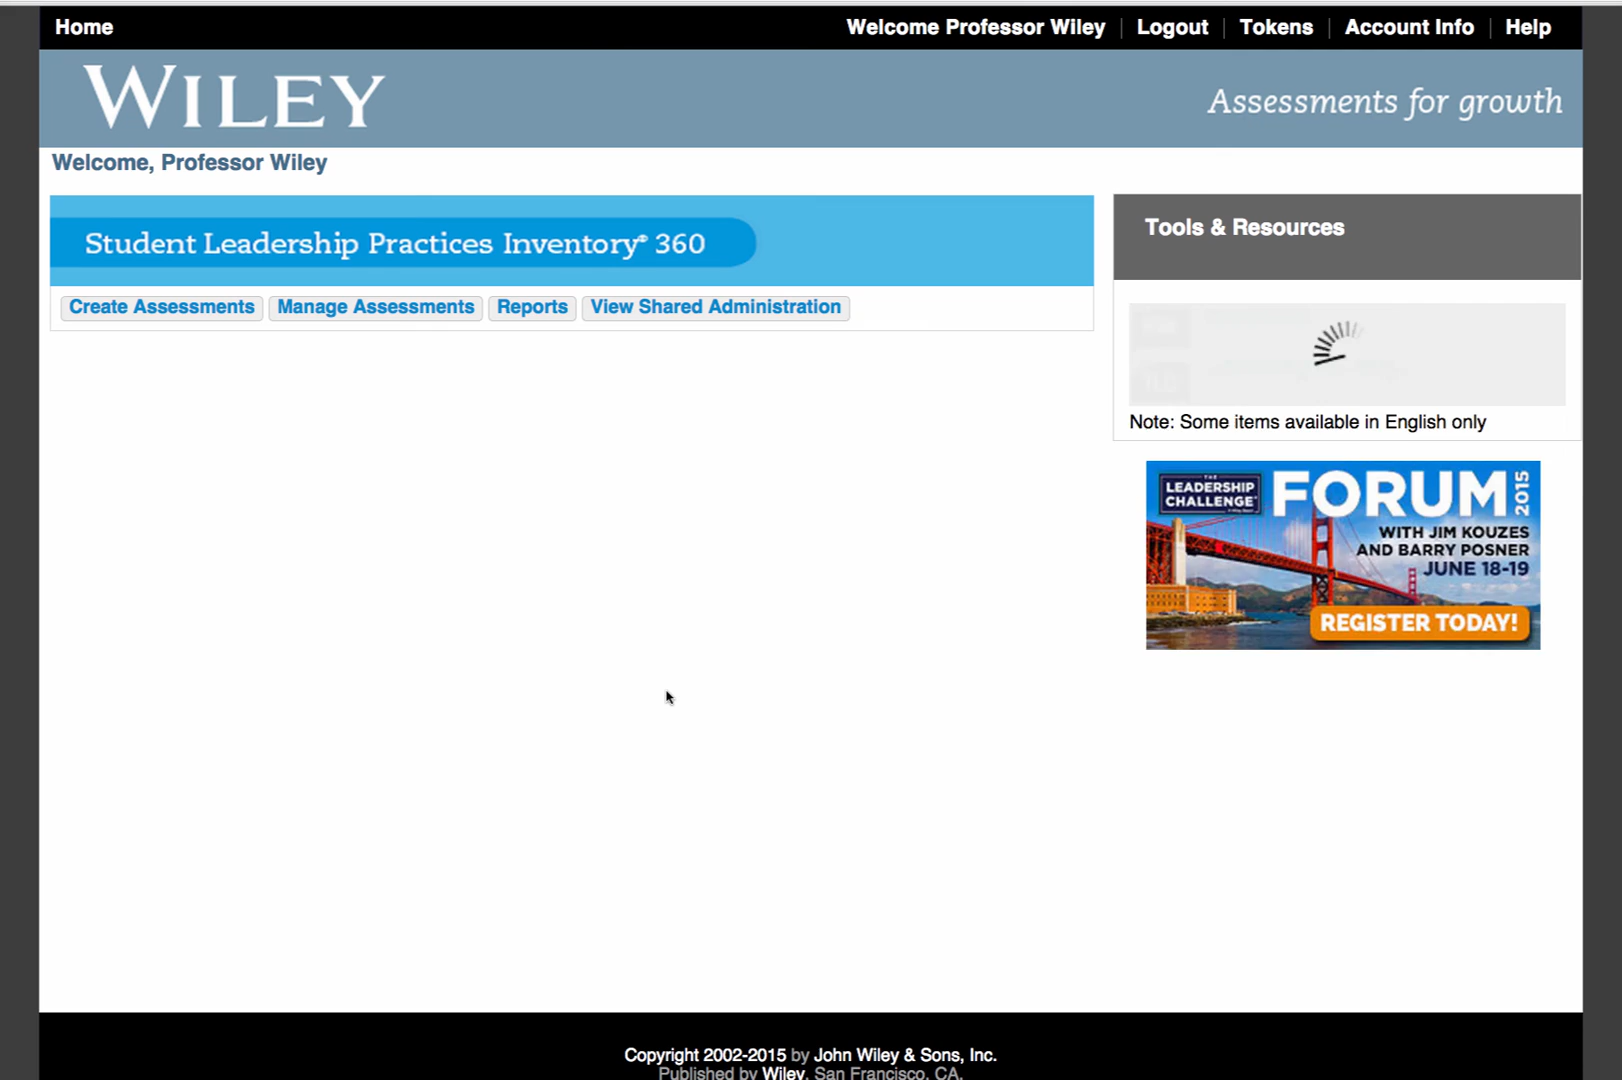 Home
Welcome Professor Wiley | Logout | Tokens | Account Info | Help
WILEY
Assessments for growth
Welcome, Professor Wiley
Student Leadership Practices Inventory® 360
Create Assessments Manage Assessments Reports View Shared Administration
Tools & Resources
Note: Some items available in English only
THE
LEADERSHIP
CHALLENGE
FORUM 2015
WITH JIM KOUZES
AND BARRY POSNER
JUNE 18-19
REGISTER TODAY!
Copyright 2002-2015 by John Wiley & Sons, Inc.
Published by Wiley, San Francisco, CA.